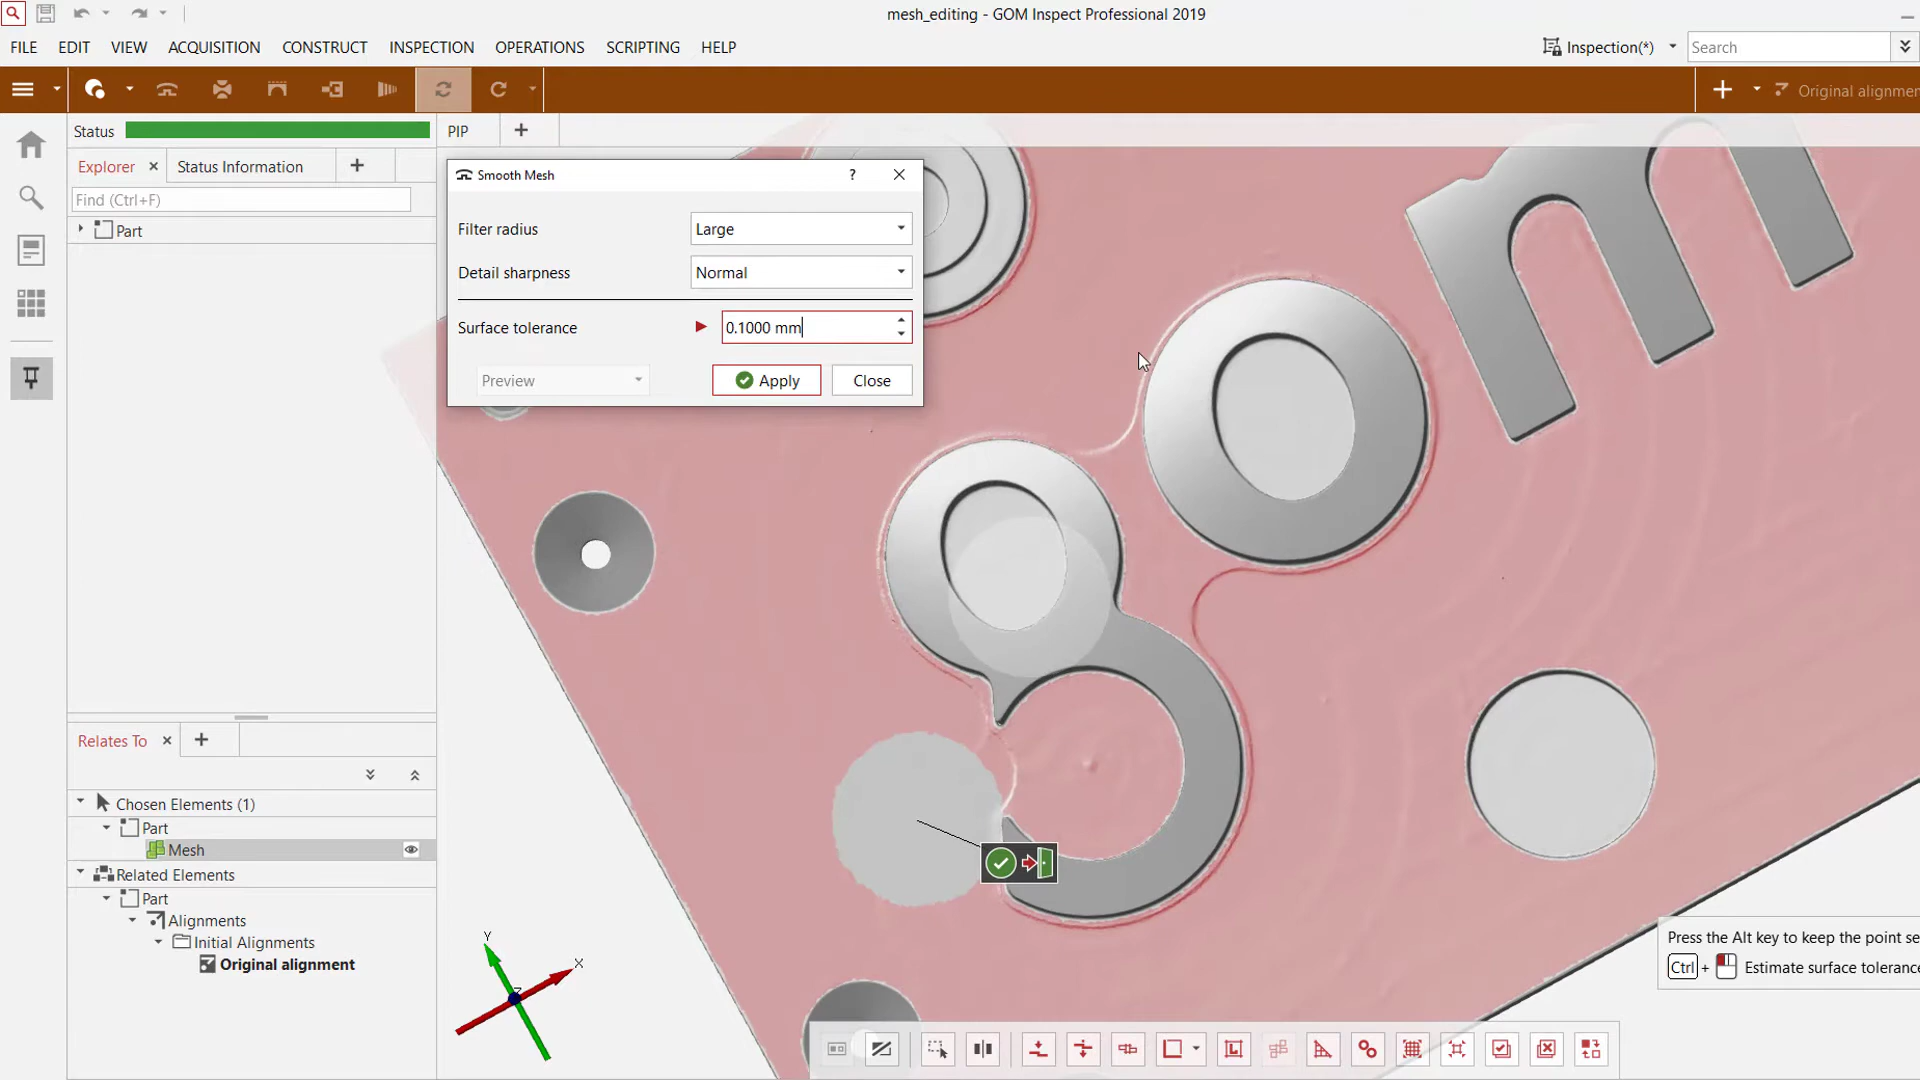 mesh_editing - GOM Inspect Professional 2019
FILE EDIT VIEW ACQUISITION CONSTRUCT INSPECTION OPERATIONS SCRIPTING HELP
Inspection(*)
Search
Original alignmen
Status
PIP
Explorer
Status Information
Find (Ctrl+F)
Part
Smooth Mesh
?
Filter radius
Large
Detail sharpness
Normal
Surface tolerance
0.1000 mm
Preview
Apply
Close
gom
Relates To
Chosen Elements (1)
Part
Mesh
Related Elements
Part
Alignments
Initial Alignments
Original alignment
Y
X
Z
Press the Alt key to keep the point se
Ctrl + Estimate surface tolerance